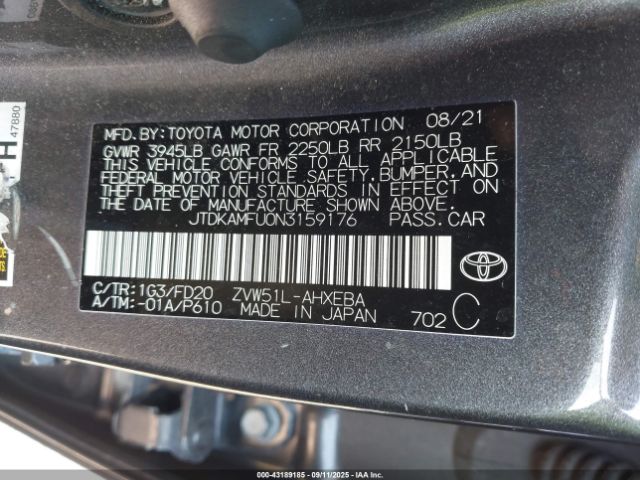 47880
MFD. BY: TOYOTA MOTOR CORPORATION 08/21
GVWR 3945LB GAWR FR 2250LB RR 2150LB
THIS VEHICLE CONFORMS TO ALL APPLICABLE
FEDERAL MOTOR VEHICLE SAFETY, BUMPER, AND
THEFT PREVENTION STANDARDS IN EFFECT ON
THE DATE OF MANUFACTURE SHOWN ABOVE.
JTDKAMFU0N3159176 PASS. CAR
C/TR: 1G3/FD20 ZVW51L-AHXEBA
A/TM: -01A/P610 MADE IN JAPAN 702 C
TOYOTA
000-43189185 - 09/11/2025 - IAAPDC2